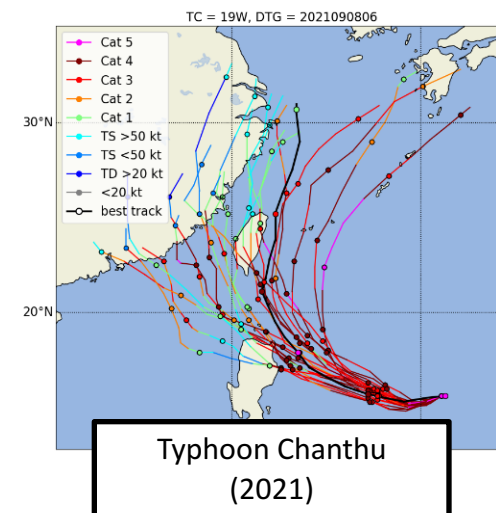 TC = 19W, DTG = 2021090806
Cat 5
Cat 4
Cat 3
Cat 2
Cat 1
TS >50 kt
TS <50 kt
TD >20 kt
<20 kt
best track
30°N
20°N
Typhoon Chanthu
(2021)